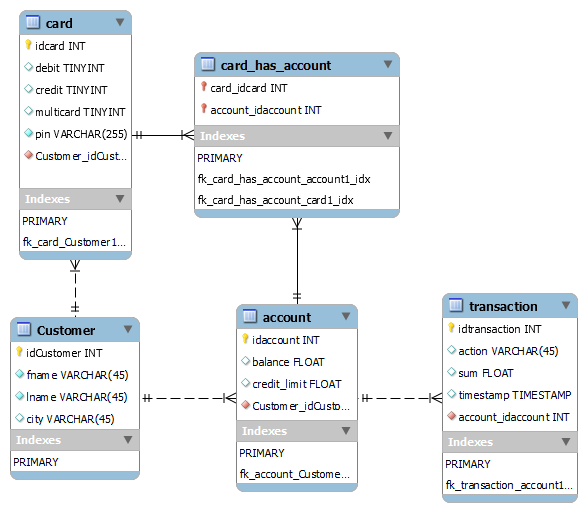 card
idcard INT
debit TINYINT
credit TINYINT
multicard TINYINT
pin VARCHAR(255)
Customer_idCust...
Indexes
PRIMARY
fk_card_Customer1...
card_has_account
card_idcard INT
account_idaccount INT
Indexes
PRIMARY
fk_card_has_account_account1_idx
fk_card_has_account_card1_idx
Customer
idCustomer INT
fname VARCHAR(45)
lname VARCHAR(45)
city VARCHAR(45)
Indexes
PRIMARY
account
idaccount INT
balance FLOAT
credit_limit FLOAT
Customer_idCusto...
Indexes
PRIMARY
fk_account_Custome...
transaction
idtransaction INT
action VARCHAR(45)
sum FLOAT
timestamp TIMESTAMP
account_idaccount INT
Indexes
PRIMARY
fk_transaction_account1...